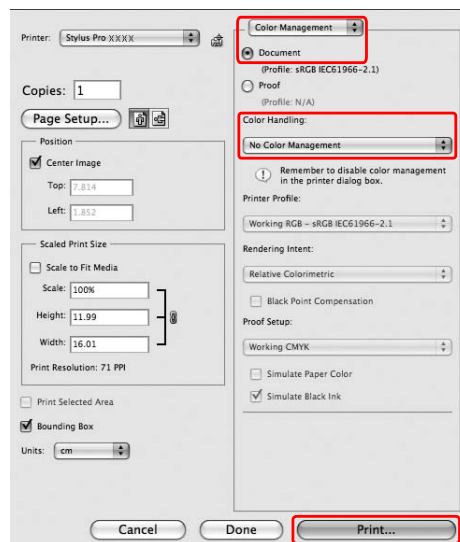 Printer: Stylus Pro XXXX
Copies: 1
Page Setup...
Position
Center Image
Top: 7.814
Left: 1.852
Scaled Print Size
Scale to Fit Media
Scale: 100%
Height: 11.99
Width: 16.01
Print Resolution: 71 PPI
Print Selected Area
Bounding Box
Units: cm
Color Management
Document
(Profile: sRGB IEC61966-2.1)
Proof
(Profile: N/A)
Color Handling:
No Color Management
Remember to disable color management
in the printer dialog box.
Printer Profile:
Working RGB - sRGB IEC61966-2.1
Rendering Intent:
Relative Colorimetric
Black Point Compensation
Proof Setup:
Working CMYK
Simulate Paper Color
Simulate Black Ink
Cancel
Done
Print...